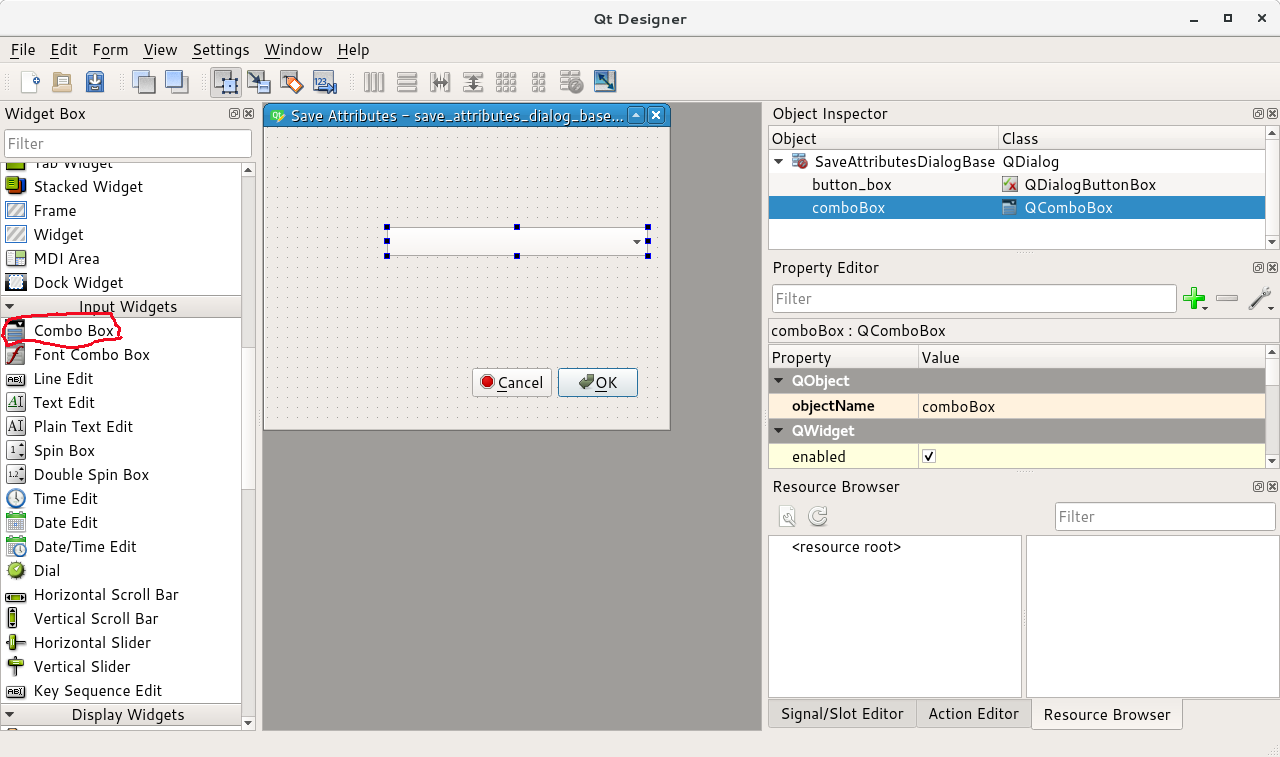 Qt Designer
File Edit Form View Settings Window Help
123
Widget Box
Filter
Tab Widget
Stacked Widget
Frame
Widget
MDI Area
Dock Widget
Input Widgets
Combo Box
Font Combo Box
Line Edit
Text Edit
Plain Text Edit
Spin Box
Double Spin Box
Time Edit
Date Edit
Date/Time Edit
Dial
Horizontal Scroll Bar
Vertical Scroll Bar
Horizontal Slider
Vertical Slider
Key Sequence Edit
Display Widgets
Save Attributes – save_attributes_dialog_base...
Cancel OK
Object Inspector
Object Class
SaveAttributesDialogBase QDialog
button_box QDialogButtonBox
comboBox QComboBox
Property Editor
Filter
comboBox : QComboBox
Property Value
QObject
objectName comboBox
QWidget
enabled
Resource Browser
Filter
<resource root>
Signal/Slot Editor Action Editor Resource Browser